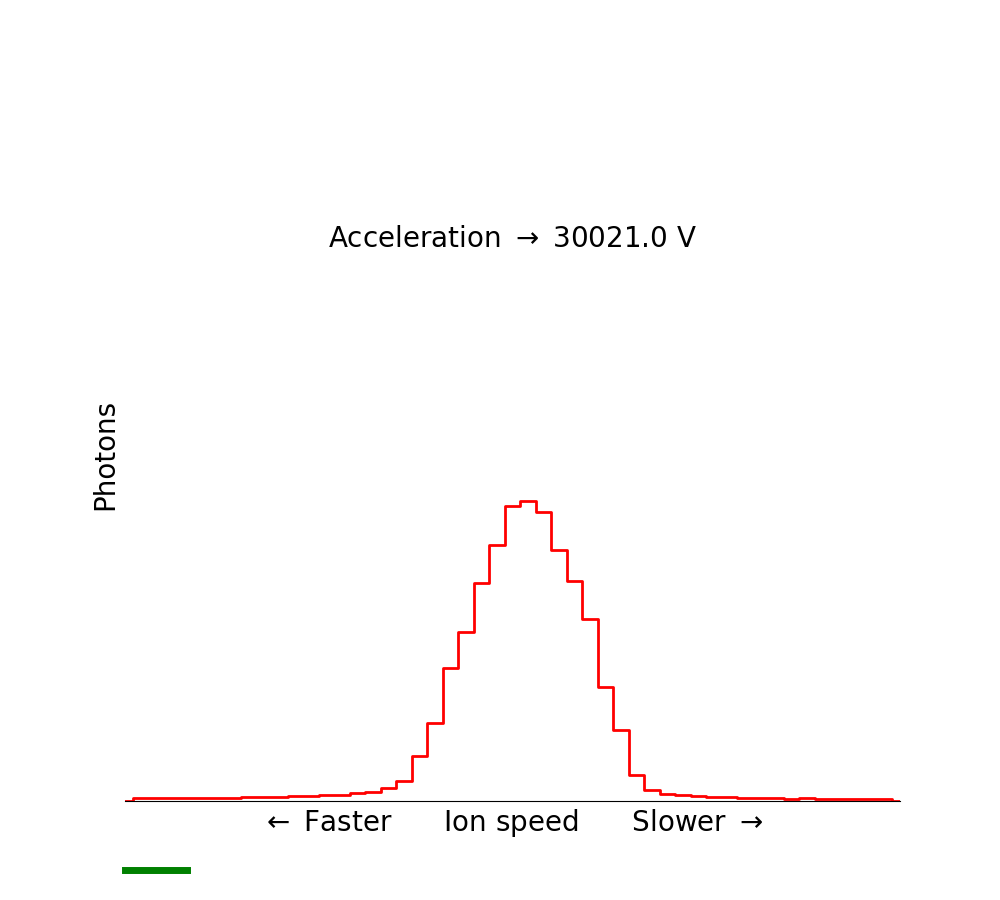 Acceleration → 30021.0 V
Photons
← Faster Ion speed Slower →